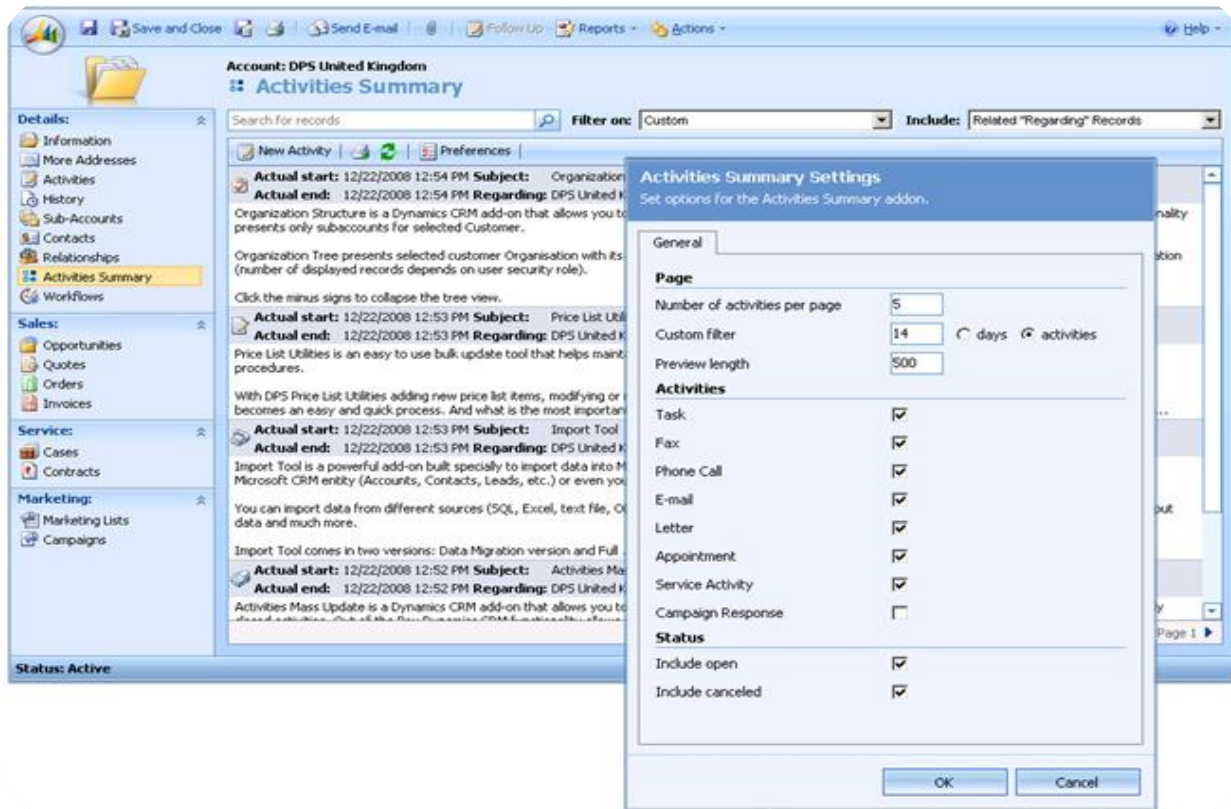 Save and Close Send E-mail Follow Up Reports Actions Help
Account: DPS United Kingdom
Activities Summary
Details:
Information
More Addresses
Activities
History
Sub-Accounts
Contacts
Relationships
Activities Summary
Workflows
Sales:
Opportunities
Quotes
Orders
Invoices
Service:
Cases
Contracts
Marketing:
Marketing Lists
Campaigns
Search for records Filter on: Custom Include: Related "Regarding" Records
New Activity Preferences
Actual start: 12/22/2008 12:54 PM Subject: Organization
Actual end: 12/22/2008 12:54 PM Regarding: DPS United
Organization Structure is a Dynamics CRM add-on that allows you to nality
presents only subaccounts for selected Customer.
Organization Tree presents selected customer Organisation with its ation
(number of displayed records depends on user security role).
Click the minus signs to collapse the tree view.
Actual start: 12/22/2008 12:53 PM Subject: Price List Util
Actual end: 12/22/2008 12:53 PM Regarding: DPS United
Price List Utilities is an easy to use bulk update tool that helps maint
procedures.
With DPS Price List Utilities adding new price list items, modifying or
becomes an easy and quick process. And what is the most important ...
Actual start: 12/22/2008 12:53 PM Subject: Import Tool
Actual end: 12/22/2008 12:53 PM Regarding: DPS United
Import Tool is a powerful add-on built specially to import data into M
Microsoft CRM entity (Accounts, Contacts, Leads, etc.) or even you
You can import data from different sources (SQL, Excel, text file, put
data and much more.
Import Tool comes in two versions: Data Migration version and Full
Actual start: 12/22/2008 12:52 PM Subject: Activities Ma
Actual end: 12/22/2008 12:52 PM Regarding: DPS United
Activities Mass Update is a Dynamics CRM add-on that allows you to y
Page 1
Status: Active
Activities Summary Settings
Set options for the Activities Summary addon.
General
Page
Number of activities per page 5
Custom filter 14 days activities
Preview length 500
Activities
Task
Fax
Phone Call
E-mail
Letter
Appointment
Service Activity
Campaign Response
Status
Include open
Include canceled
OK Cancel